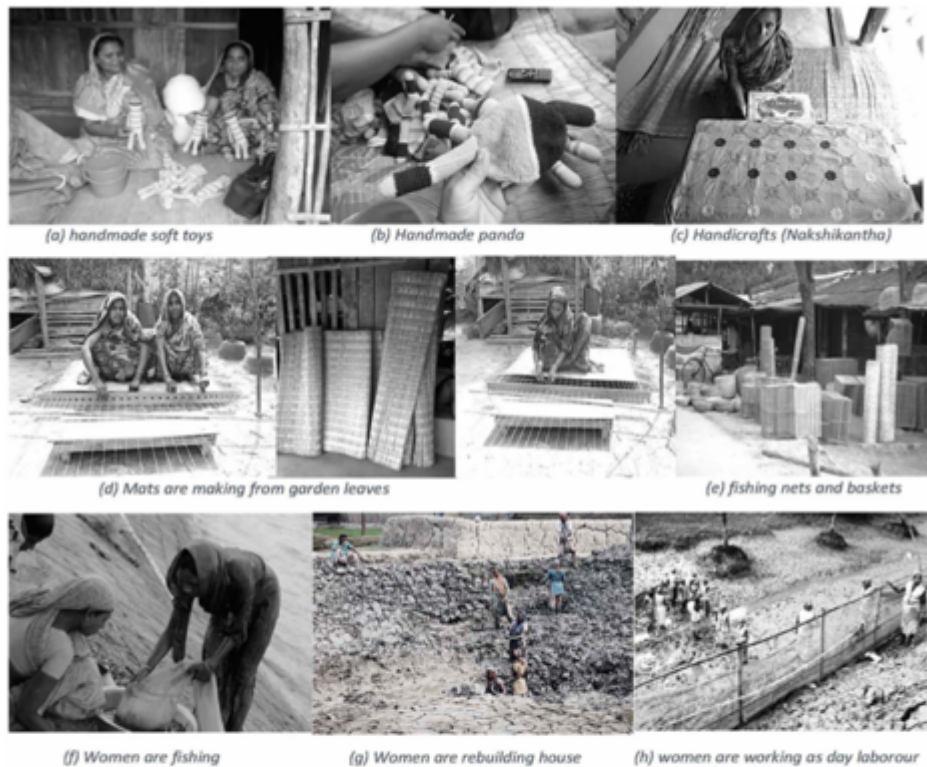 (a) handmade soft toys
(b) Handmade panda
(c) Handicrafts (Nakshikantha)
(d) Mats are making from garden leaves
(e) fishing nets and baskets
(f) Women are fishing
(g) Women are rebuilding house
(h) women are working as day laborour